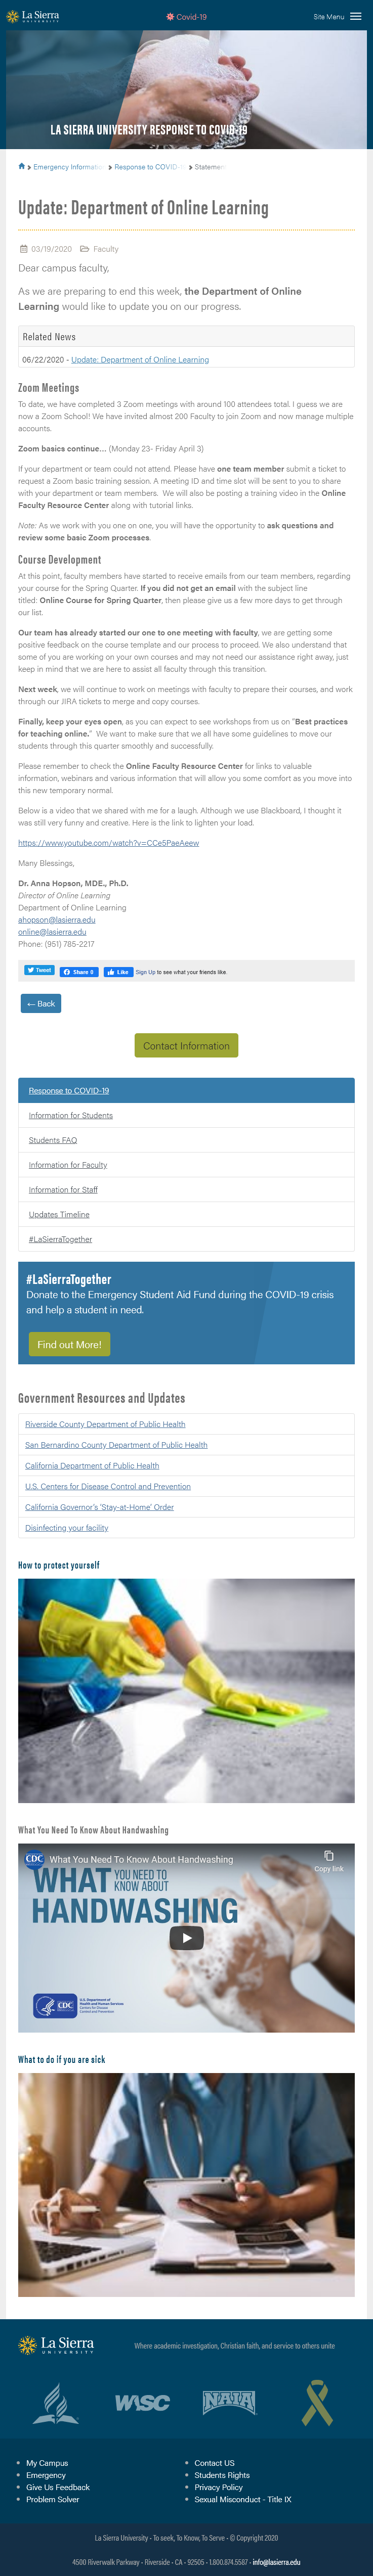 La Sierra
UNIVERSITY
Covid-19
Site Menu
LA SIERRA UNIVERSITY RESPONSE TO COVID-19
Emergency Information
Response to COVID-19
Statement
Update: Department of Online Learning
03/19/2020 Faculty
Dear campus faculty,
As we are preparing to end this week, the Department of Online
Learning would like to update you on our progress.
Related News
06/22/2020 - Update: Department of Online Learning
Zoom Meetings
To date, we have completed 3 Zoom meetings with around 100 attendees total. I guess we are
now a Zoom School! We have invited almost 200 Faculty to join Zoom and now manage multiple
accounts.
Zoom basics continue... (Monday 23- Friday April 3)
If your department or team could not attend. Please have one team member submit a ticket to
request a Zoom basic training session. A meeting ID and time slot will be sent to you to share
with your department or team members. We will also be posting a training video in the Online
Faculty Resource Center along with tutorial links.
Note: As we work with you one on one, you will have the opportunity to ask questions and
review some basic Zoom processes.
Course Development
At this point, faculty members have started to received emails from our team members, regarding
your course for the Spring Quarter. If you did not get an email with the subject line
titled: Online Course for Spring Quarter, then please give us a few more days to get through
our list.
Our team has already started our one to one meeting with faculty, we are getting some
positive feedback on the course template and our process to proceed. We also understand that
some of you are working on your own courses and may not need our assistance right away, just
keep in mind that we are here to assist all faculty through this transition.
Next week, we will continue to work on meeting with faculty to prepare their courses, and work
through our JIRA tickets to merge and copy courses.
Finally, keep your eyes open, as you can expect to see workshops from us on “Best practices
for teaching online.” We want to make sure that we all have some guidelines to move our
students through this quarter smoothly and successfully.
Please remember to check the Online Faculty Resource Center for links to valuable
information, webinars and various information that will allow you some comfort as you move into
this new temporary normal.
Below is a video that we shared with me for a laugh. Although we use Blackboard, I thought it
was still very funny and creative. Here is the link to lighten your load.
https://www.youtube.com/watch?v=CCe5PaeAeew
Many Blessings,
Dr. Anna Hopson, MDE., Ph.D.
Director of Online Learning
Department of Online Learning
ahopson@lasierra.edu
online@lasierra.edu
Phone: (951) 785-2217
Tweet
Share 0
Like
Sign Up to see what your friends like.
← Back
Contact Information
Response to COVID-19
Information for Students
Students FAQ
Information for Faculty
Information for Staff
Updates Timeline
#LaSierraTogether
#LaSierraTogether
Donate to the Emergency Student Aid Fund during the COVID-19 crisis
and help a student in need.
Find out More!
Government Resources and Updates
Riverside County Department of Public Health
San Bernardino County Department of Public Health
California Department of Public Health
U.S. Centers for Disease Control and Prevention
California Governor's 'Stay-at-Home' Order
Disinfecting your facility
How to protect yourself
What You Need To Know About Handwashing
CDC
What You Need To Know About Handwashing
Copy link
WHAT YOU NEED TO
KNOW ABOUT
HANDWASHING
CDC
U.S. Department of
Health and Human Services
Centers for Disease
Control and Prevention
What to do if you are sick
La Sierra
UNIVERSITY
Where academic investigation, Christian faith, and service to others unite
WASC
NAIA
My Campus
Emergency
Give Us Feedback
Problem Solver
Contact US
Students Rights
Privacy Policy
Sexual Misconduct - Title IX
La Sierra University • To seek, To Know, To Serve • © Copyright 2020
4500 Riverwalk Parkway • Riverside • CA • 92505 • 1.800.874.5587 • info@lasierra.edu